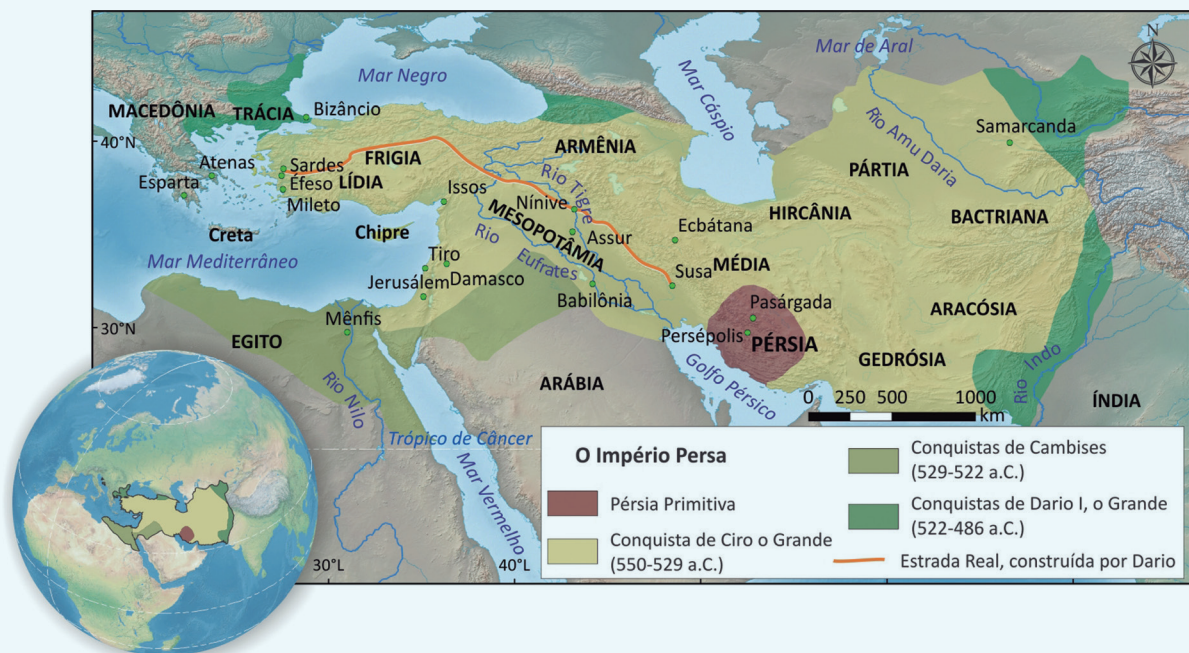 Mar Negro
Mar de Aral
N
Mar Cáspio
MACEDÔNIA
TRÁCIA
Bizâncio
40°N
Samarcanda
Rio Amu Daria
ARMÊNIA
FRIGIA
Atenas
Sardes
PÁRTIA
Esparta
Éfeso
LÍDIA
Issos
Rio Tigre
Mileto
Nínive
HIRCÂNIA
BACTRIANA
MESOPOTÂMIA
Creta
Chipre
Assur
Ecbátana
Rio Eufrates
Mar Mediterrâneo
Tiro
MÉDIA
Jerusálem
Damasco
Susa
Babilônia
Pasárgada
ARACÓSIA
30°N
Mênfis
Persépolis
PÉRSIA
EGITO
GEDRÓSIA
Rio Indo
Golfo Pérsico
ARÁBIA
Rio Nilo
ÍNDIA
0 250 500 1000
km
Trópico de Câncer
Mar Vermelho
O Império Persa
Pérsia Primitiva
Conquista de Ciro o Grande
(550-529 a.C.)
Conquistas de Cambises
(529-522 a.C.)
Conquistas de Dario I, o Grande
(522-486 a.C.)
Estrada Real, construída por Dario
30°L
40°L